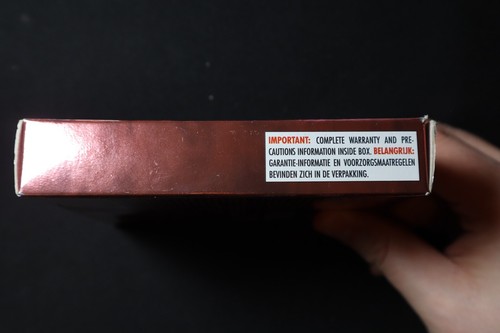 IMPORTANT: COMPLETE WARRANTY AND PRE-
CAUTIONS INFORMATION INSIDE BOX. BELANGRIJK:
GARANTIE-INFORMATIE EN VOORZORGSMAATREGELEN
BEVINDEN ZICH IN DE VERPAKKING.